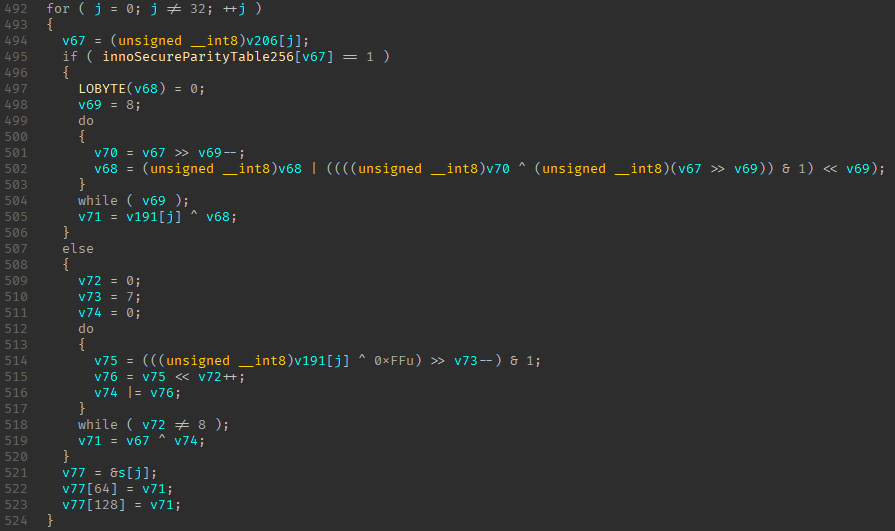 492 for ( j = 0; j ≠ 32; ++j )
493 {
494   v67 = (unsigned __int8)v206[j];
495   if ( innoSecureParityTable256[v67] == 1 )
496   {
497     LOBYTE(v68) = 0;
498     v69 = 8;
499     do
500     {
501       v70 = v67 >> v69--;
502       v68 = (unsigned __int8)v68 | ((((unsigned __int8)v70 ^ (unsigned __int8)(v67 >> v69)) & 1) << v69);
503     }
504     while ( v69 );
505     v71 = v191[j] ^ v68;
506   }
507   else
508   {
509     v72 = 0;
510     v73 = 7;
511     v74 = 0;
512     do
513     {
514       v75 = (((unsigned __int8)v191[j] ^ 0×FFu) >> v73--) & 1;
515       v76 = v75 << v72++;
516       v74 |= v76;
517     }
518     while ( v72 ≠ 8 );
519     v71 = v67 ^ v74;
520   }
521   v77 = &s[j];
522   v77[64] = v71;
523   v77[128] = v71;
524 }